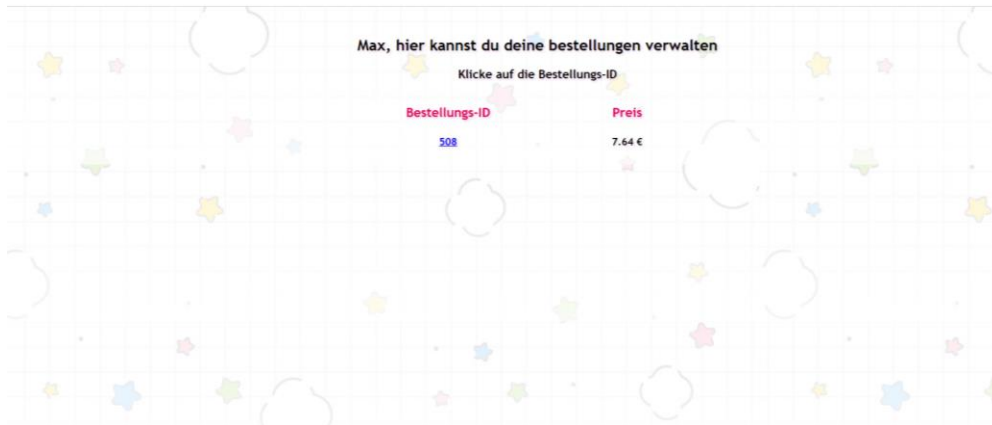 Max, hier kannst du deine bestellungen verwalten
Klicke auf die Bestellungs-ID
Bestellungs-ID Preis
508 7.64 €